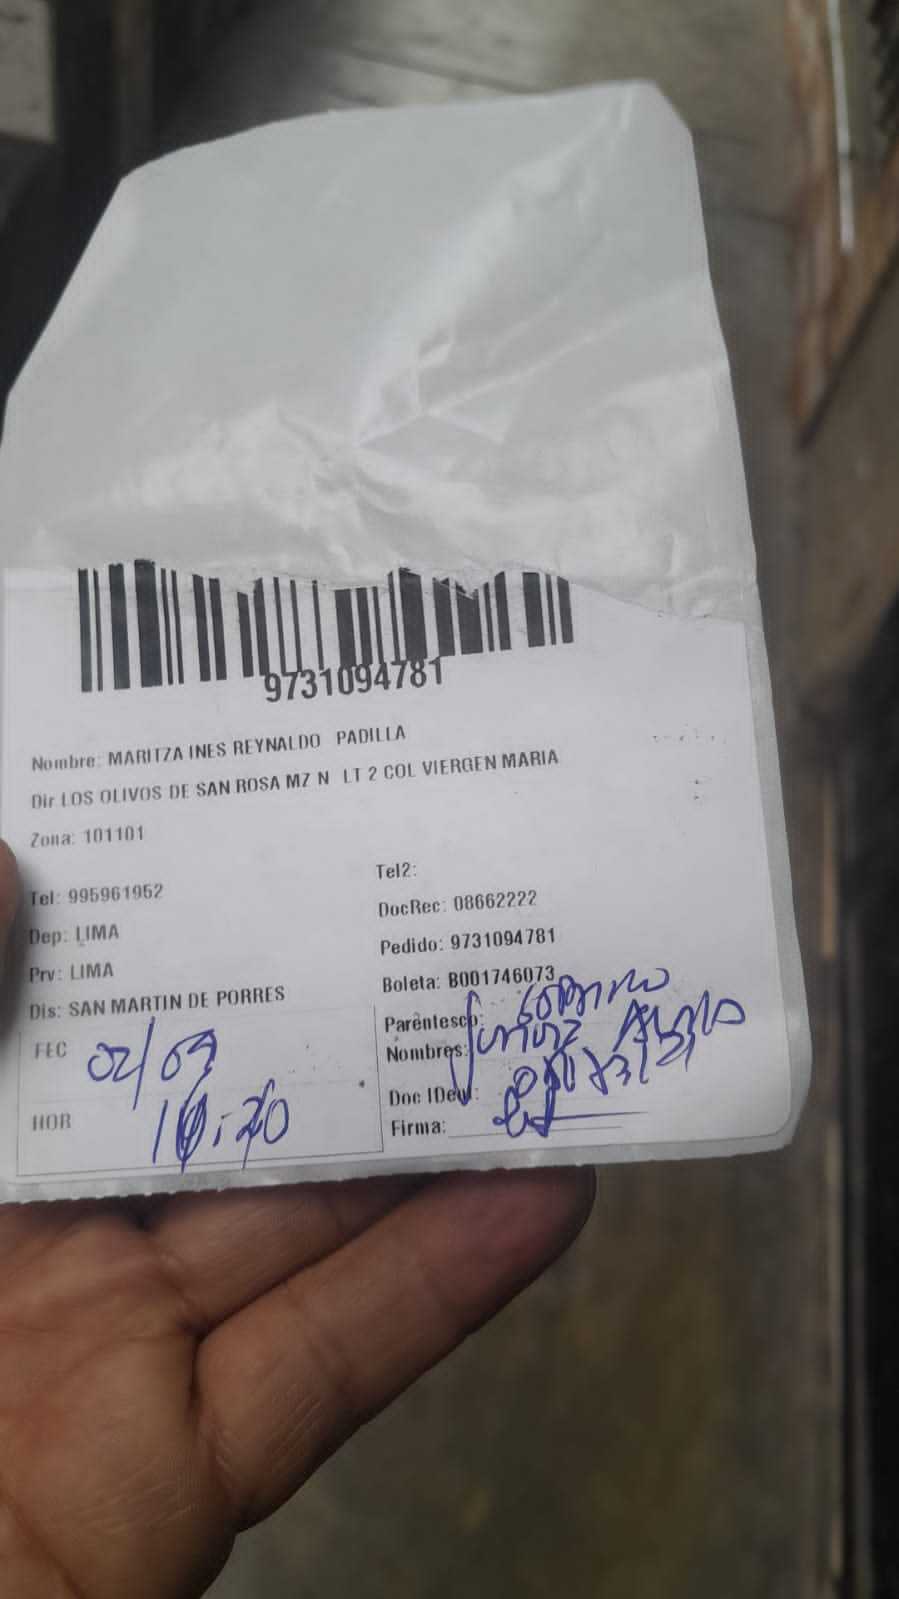 9731094781
Nombre: MARITZA INES REYNALDO PADILLA
Dir LOS OLIVOS DE SAN ROSA MZ N LT 2 COL VIERGEN MARIA
Zona: 101101
Tel: 995961952
Tel2:
Dep: LIMA
DocRec: 08662222
Prv: LIMA
Pedido: 9731094781
Dis: SAN MARTIN DE PORRES
Boleta: B001746073
Parentesco: sobrino
FEC 02/09
Nombres: Junior
HOR
Firma: